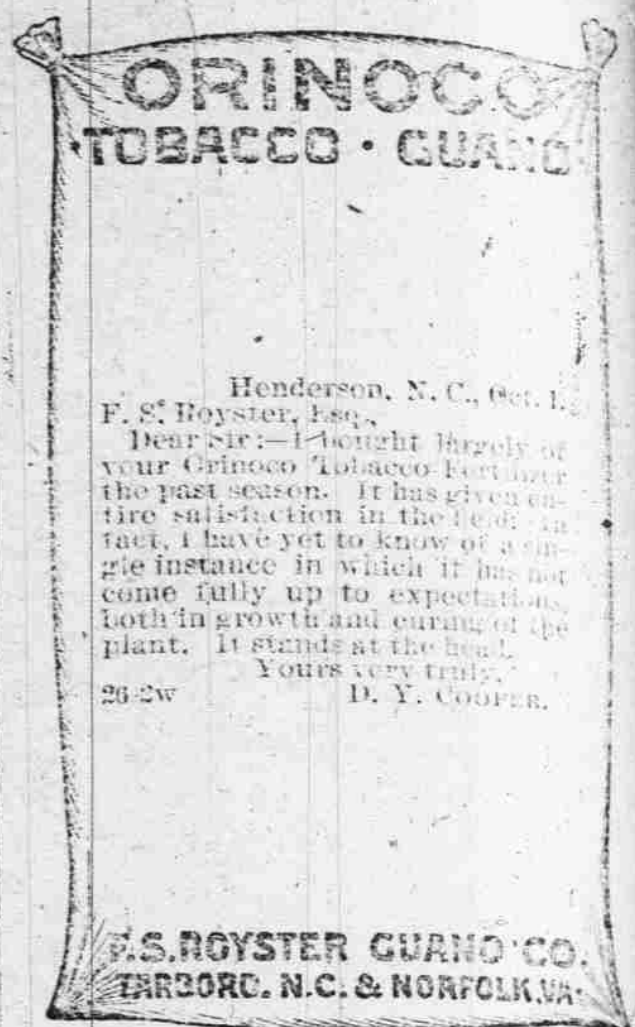 ORINOCO
TOBACCO · GUANO
Henderson, N. C., Oct. 1.
F. S. Royster, Esq.,
Dear Sir:—I bought largely of
your Orinoco Tobacco Fertilizer
the past season. It has given en-
tire satisfaction in the field; in
fact, I have yet to know of a sin-
gle instance in which it has not
come fully up to expectations,
both in growth and curing of the
plant. It stands at the head.
Yours very truly,
26-2w D. Y. COOPER.
F.S. ROYSTER GUANO CO.
TARBORO, N.C. & NORFOLK, VA.